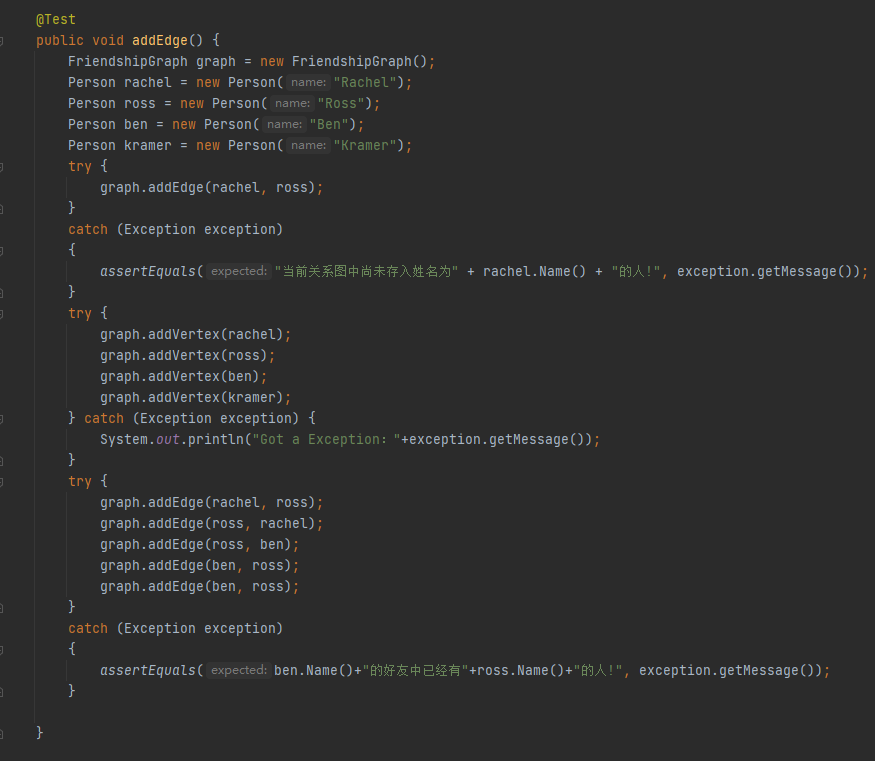 @Test
public void addEdge() {
FriendshipGraph graph = new FriendshipGraph();
Person rachel = new Person( name: "Rachel");
Person ross = new Person( name: "Ross");
Person ben = new Person( name: "Ben");
Person kramer = new Person( name: "Kramer");
try {
graph.addEdge(rachel, ross);
}
catch (Exception exception)
{
assertEquals( expected: "当前关系图中尚未存入姓名为" + rachel.Name() + "的人!", exception.getMessage());
}
try {
graph.addVertex(rachel);
graph.addVertex(ross);
graph.addVertex(ben);
graph.addVertex(kramer);
} catch (Exception exception) {
System.out.println("Got a Exception："+exception.getMessage());
}
try {
graph.addEdge(rachel, ross);
graph.addEdge(ross, rachel);
graph.addEdge(ross, ben);
graph.addEdge(ben, ross);
graph.addEdge(ben, ross);
}
catch (Exception exception)
{
assertEquals( expected: ben.Name()+"的好友中已经有"+ross.Name()+"的人!", exception.getMessage());
}
}